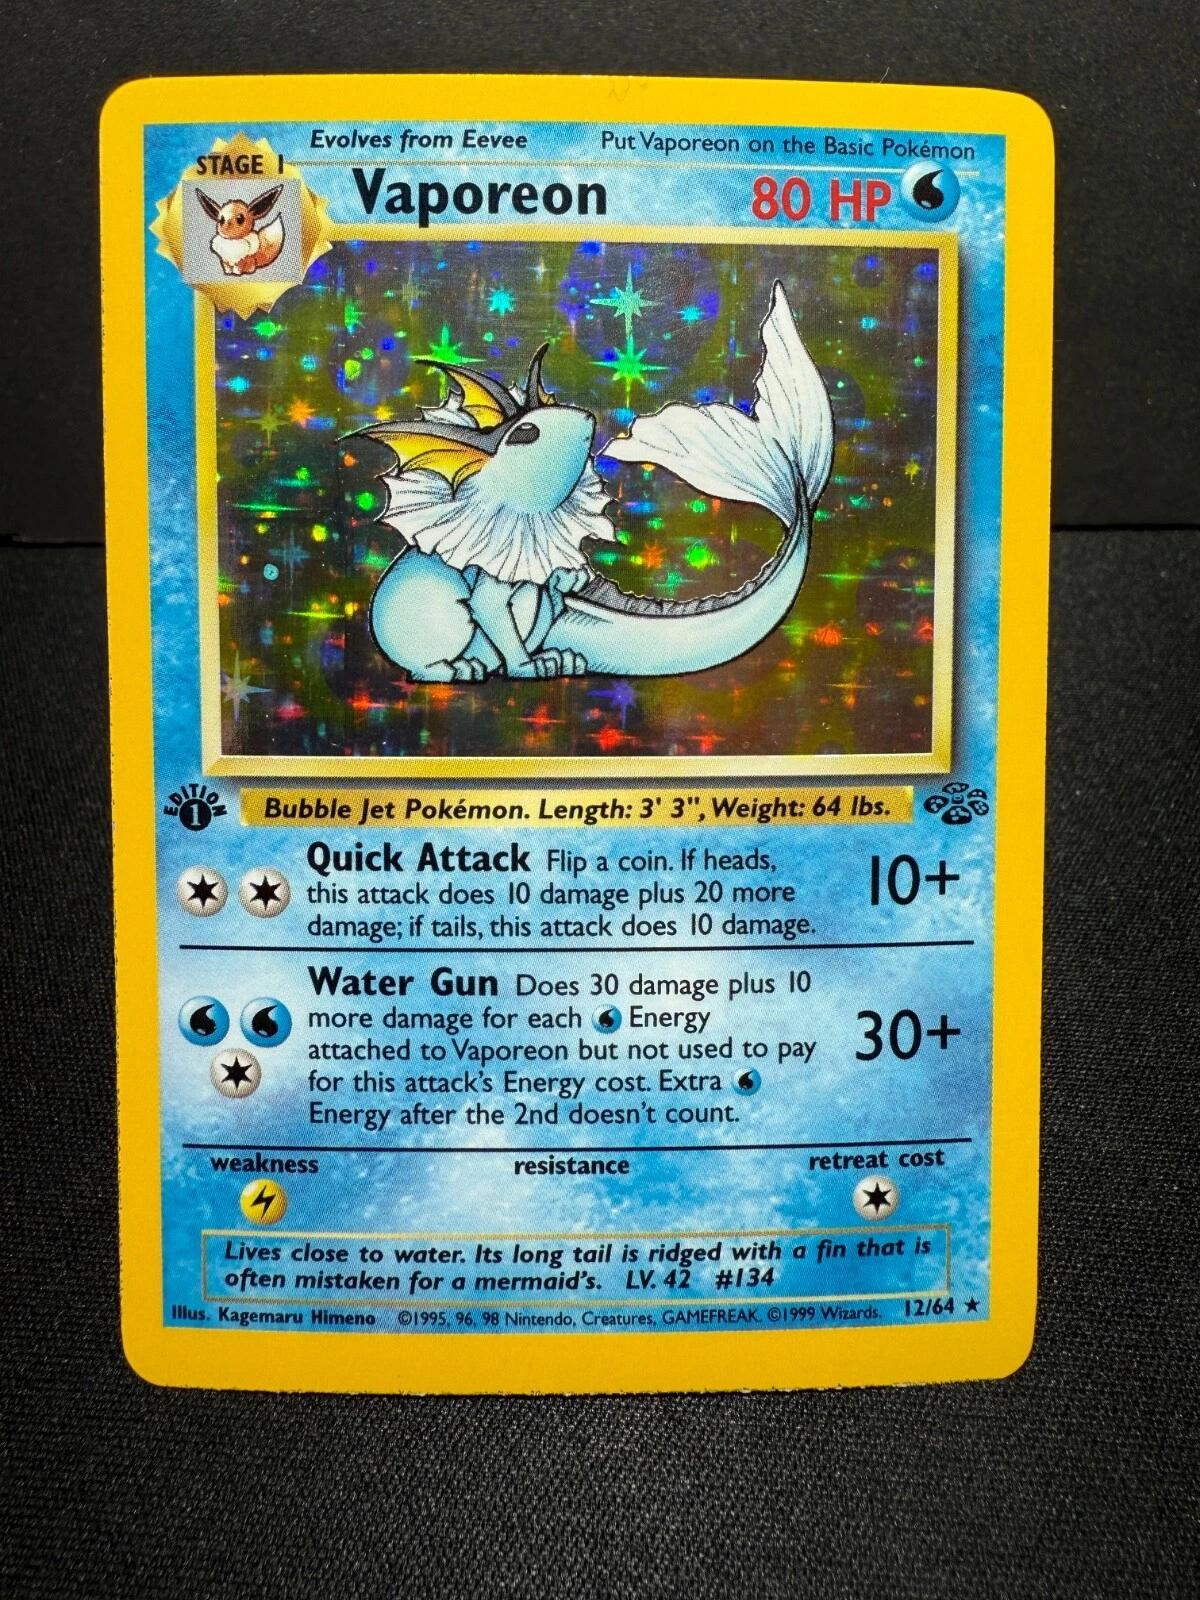 Evolves from Eevee Put Vaporeon on the Basic Pokémon
STAGE 1
Vaporeon 80 HP
EDITION
1
Bubble Jet Pokémon. Length: 3' 3", Weight: 64 lbs.
Quick Attack Flip a coin. If heads,
this attack does 10 damage plus 20 more
damage; if tails, this attack does 10 damage.
10+
Water Gun Does 30 damage plus 10
more damage for each Energy
attached to Vaporeon but not used to pay
for this attack's Energy cost. Extra
Energy after the 2nd doesn't count.
30+
weakness resistance retreat cost
Lives close to water. Its long tail is ridged with a fin that is
often mistaken for a mermaid's. LV. 42 #134
Illus. Kagemaru Himeno ©1995, 96, 98 Nintendo, Creatures, GAMEFREAK. ©1999 Wizards. 12/64 ★